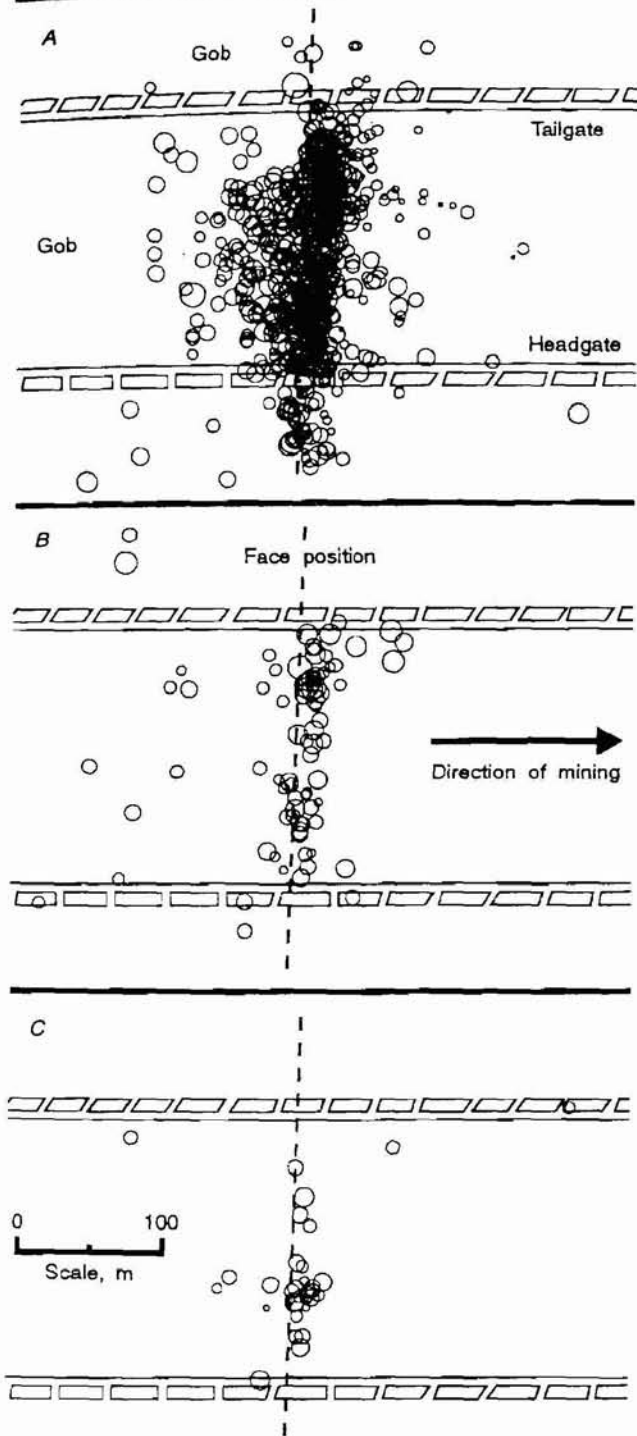 A
Gob
Tailgate
Gob
Headgate
B
Face position
Direction of mining
C
0 100
Scale, m